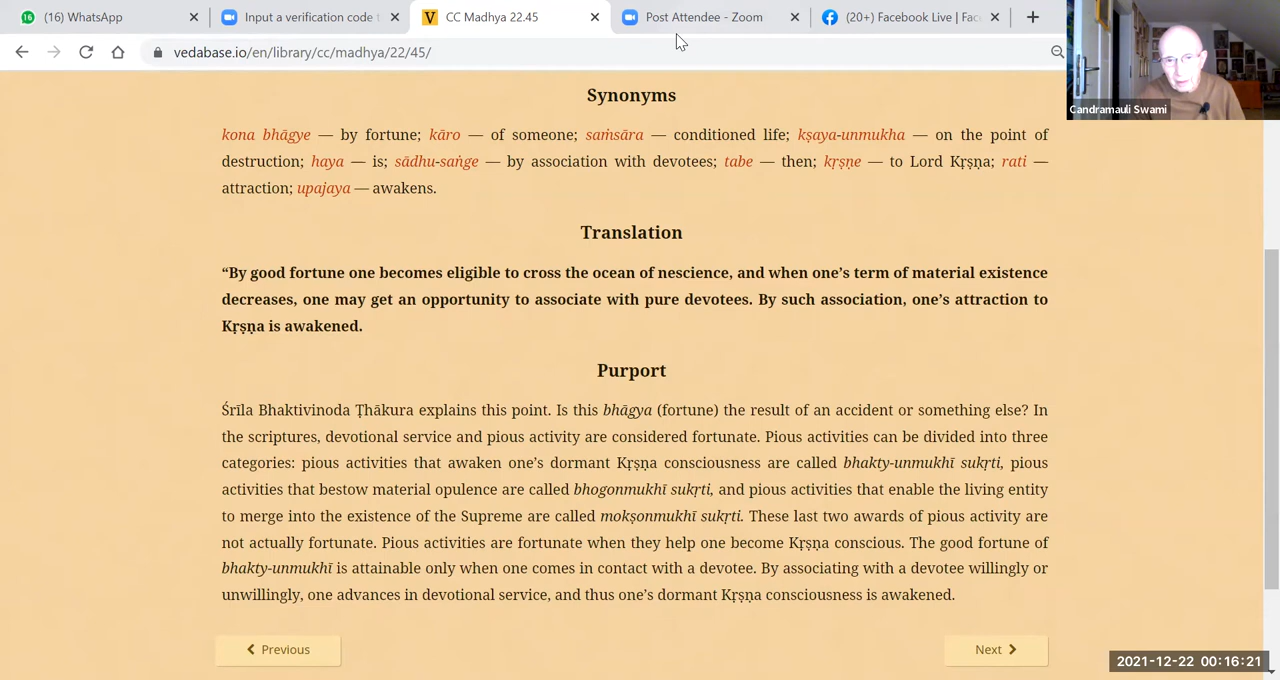 (16) WhatsApp
Input a verification code t
CC Madhya 22.45
Post Attendee - Zoom
(20+) Facebook Live | Fac
vedabase.io/en/library/cc/madhya/22/45/
Candramauli Swami
Synonyms
kona bhāgye — by fortune; kāro — of someone; saṁsāra — conditioned life; kṣaya-unmukha — on the point of
destruction; haya — is; sādhu-saṅge — by association with devotees; tabe — then; kṛṣṇe — to Lord Kṛṣṇa; rati —
attraction; upajaya — awakens.
Translation
“By good fortune one becomes eligible to cross the ocean of nescience, and when one’s term of material existence
decreases, one may get an opportunity to associate with pure devotees. By such association, one’s attraction to
Kṛṣṇa is awakened.
Purport
Śrīla Bhaktivinoda Ṭhākura explains this point. Is this bhāgya (fortune) the result of an accident or something else? In
the scriptures, devotional service and pious activity are considered fortunate. Pious activities can be divided into three
categories: pious activities that awaken one’s dormant Kṛṣṇa consciousness are called bhakty-unmukhī sukṛti, pious
activities that bestow material opulence are called bhogonmukhī sukṛti, and pious activities that enable the living entity
to merge into the existence of the Supreme are called mokṣonmukhī sukṛti. These last two awards of pious activity are
not actually fortunate. Pious activities are fortunate when they help one become Kṛṣṇa conscious. The good fortune of
bhakty-unmukhī is attainable only when one comes in contact with a devotee. By associating with a devotee willingly or
unwillingly, one advances in devotional service, and thus one’s dormant Kṛṣṇa consciousness is awakened.
Previous
Next
2021-12-22 00:16:21